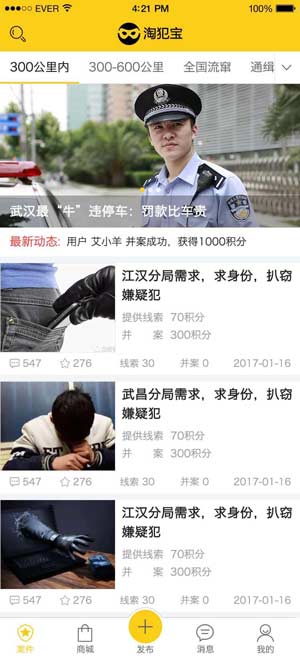 EVER 4:21 PM 100%
淘犯宝
300公里内 300-600公里 全国流窜 通缉
武汉最“牛”违停车：罚款比车贵
最新动态： 用户 艾小羊 并案成功，获得1000积分
江汉分局需求，求身份，扒窃
嫌疑犯
提供线索 70积分
并 案 300积分
547 276 线索 30 并案 0 2017-01-16
武昌分局需求，求身份，扒窃
嫌疑犯
提供线索 70积分
并 案 300积分
547 276 线索 30 并案 0 2017-01-16
江汉分局需求，求身份，扒窃
嫌疑犯
提供线索 70积分
并 案 300积分
547 276 线索 30 并案 0 2017-01-16
案件 商城 发布 消息 我的